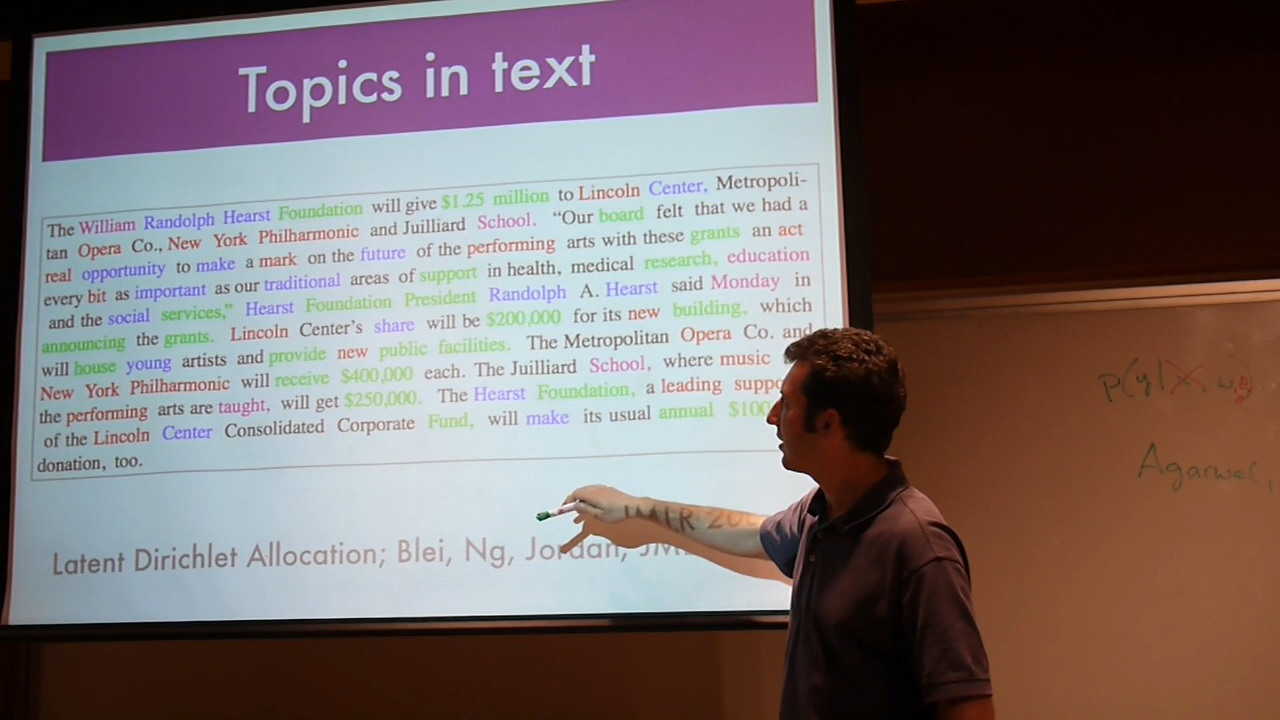 Topics in text
The William Randolph Hearst Foundation will give $1.25 million to Lincoln Center, Metropoli-
tan Opera Co., New York Philharmonic and Juilliard School. “Our board felt that we had a
real opportunity to make a mark on the future of the performing arts with these grants an act
every bit as important as our traditional areas of support in health, medical research, education
and the social services,” Hearst Foundation President Randolph A. Hearst said Monday in
announcing the grants. Lincoln Center’s share will be $200,000 for its new building, which
will house young artists and provide new public facilities. The Metropolitan Opera Co. and
New York Philharmonic will receive $400,000 each. The Juilliard School, where music
the performing arts are taught, will get $250,000. The Hearst Foundation, a leading
of the Lincoln Center Consolidated Corporate Fund, will make its usual annual
donation, too.
Latent Dirichlet Allocation; Blei, Ng, Jordan, JMLR
Agarwal,